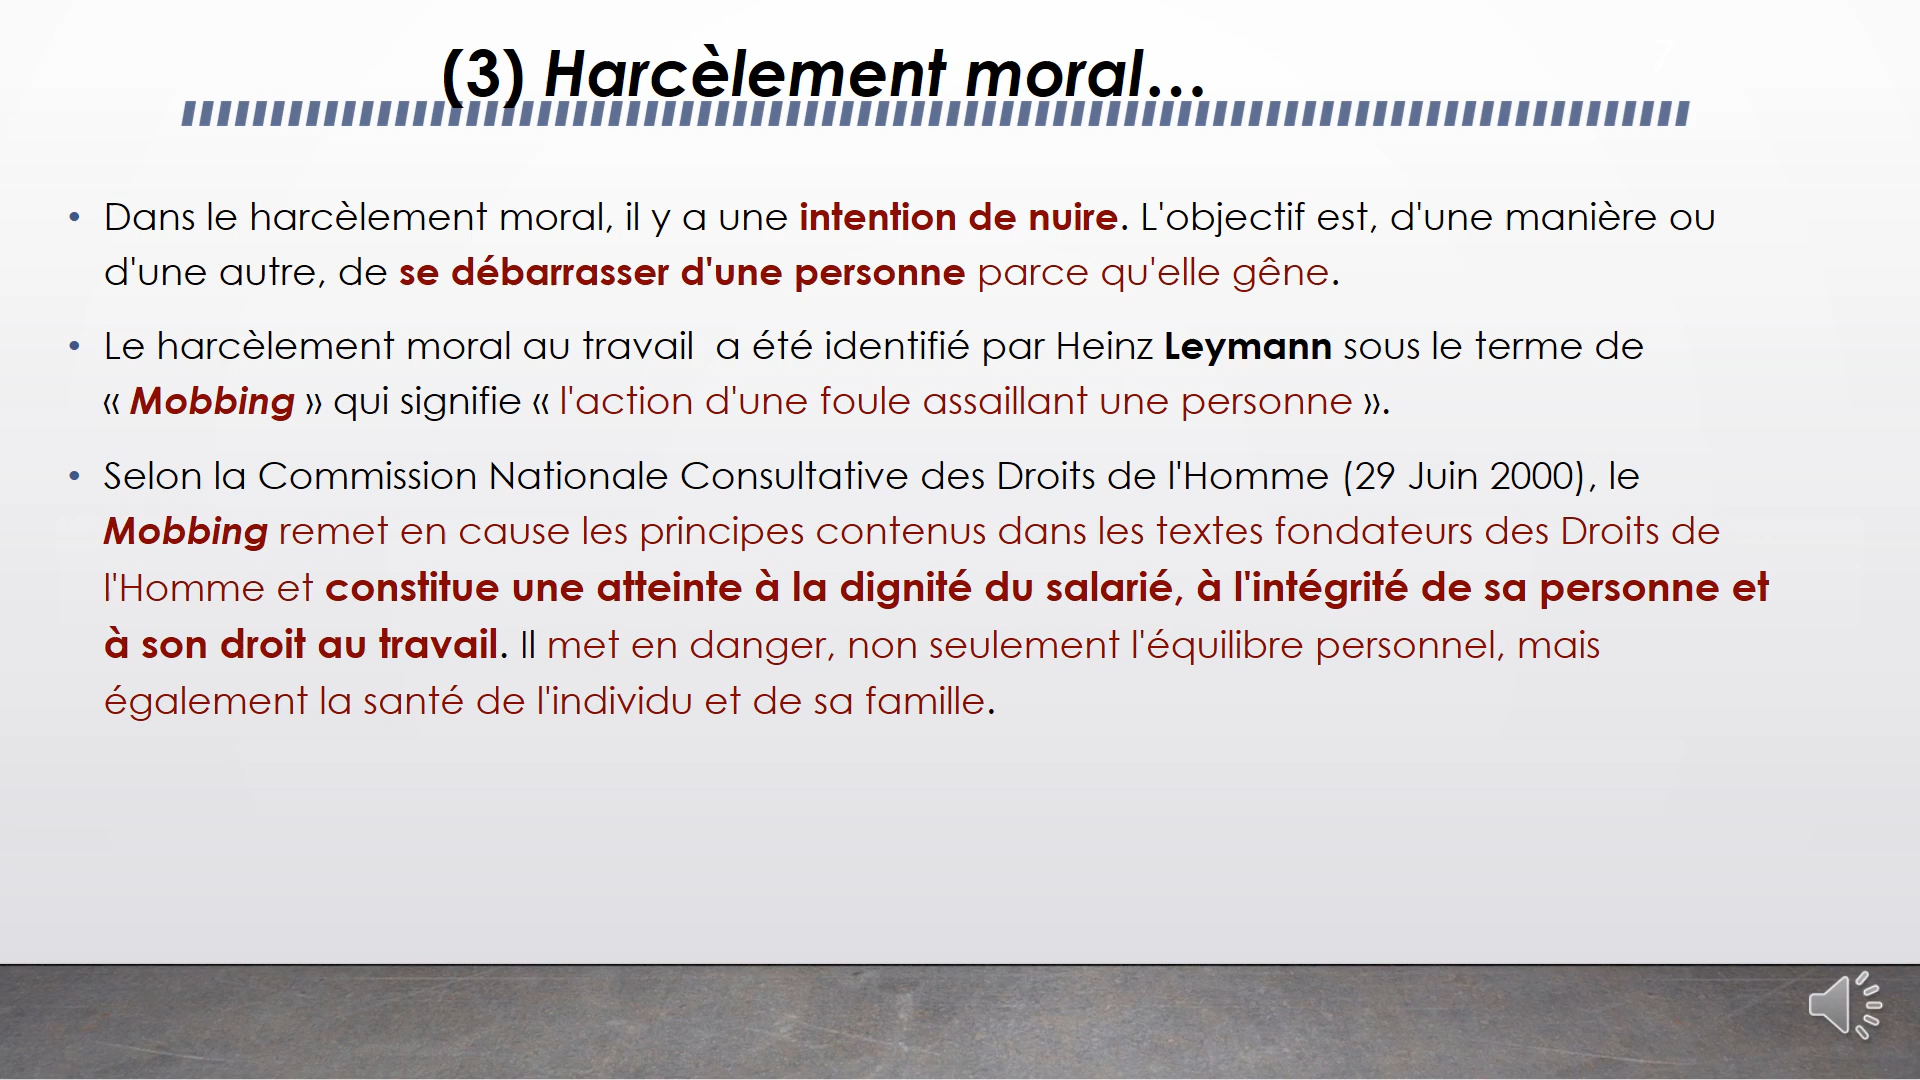 (3) Harcèlement moral…
• Dans le harcèlement moral, il y a une intention de nuire. L'objectif est, d'une manière ou
d'une autre, de se débarrasser d'une personne parce qu'elle gêne.
• Le harcèlement moral au travail  a été identifié par Heinz Leymann sous le terme de
« Mobbing » qui signifie « l'action d'une foule assaillant une personne ».
• Selon la Commission Nationale Consultative des Droits de l'Homme (29 Juin 2000), le
Mobbing remet en cause les principes contenus dans les textes fondateurs des Droits de
l'Homme et constitue une atteinte à la dignité du salarié, à l'intégrité de sa personne et
à son droit au travail. Il met en danger, non seulement l'équilibre personnel, mais
également la santé de l'individu et de sa famille.